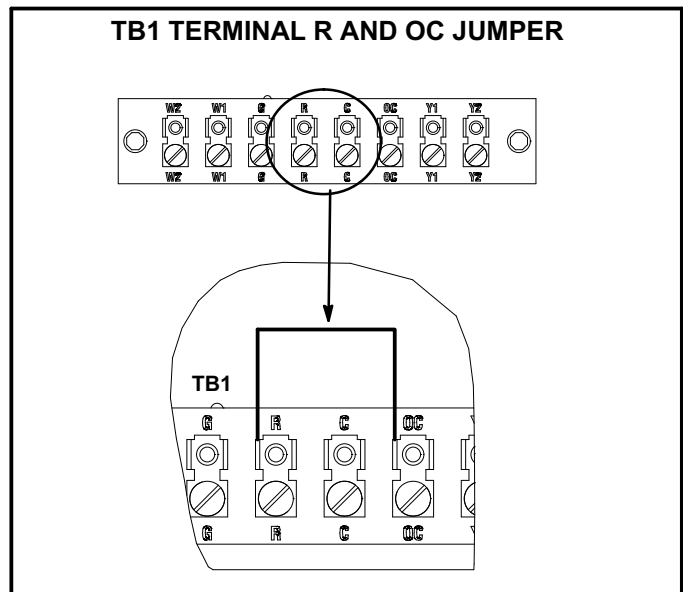 TB1 TERMINAL R AND OC JUMPER
W2 W1 G R C OC Y1 Y2
W2 W1 G R C OC Y1 Y2
TB1
G R C OC
G R C OC